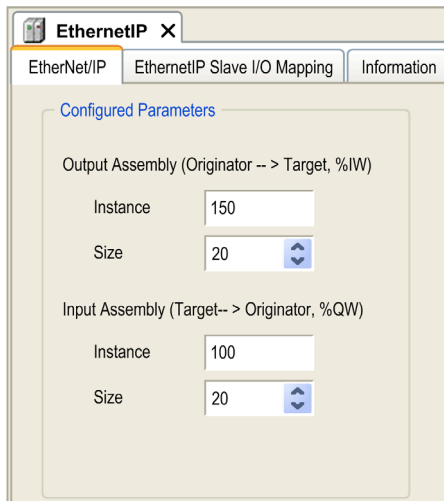 EthernetIP X
EtherNet/IP EthernetIP Slave I/O Mapping Information
Configured Parameters
Output Assembly (Originator -- > Target, %IW)
Instance 150
Size 20
Input Assembly (Target-- > Originator, %QW)
Instance 100
Size 20